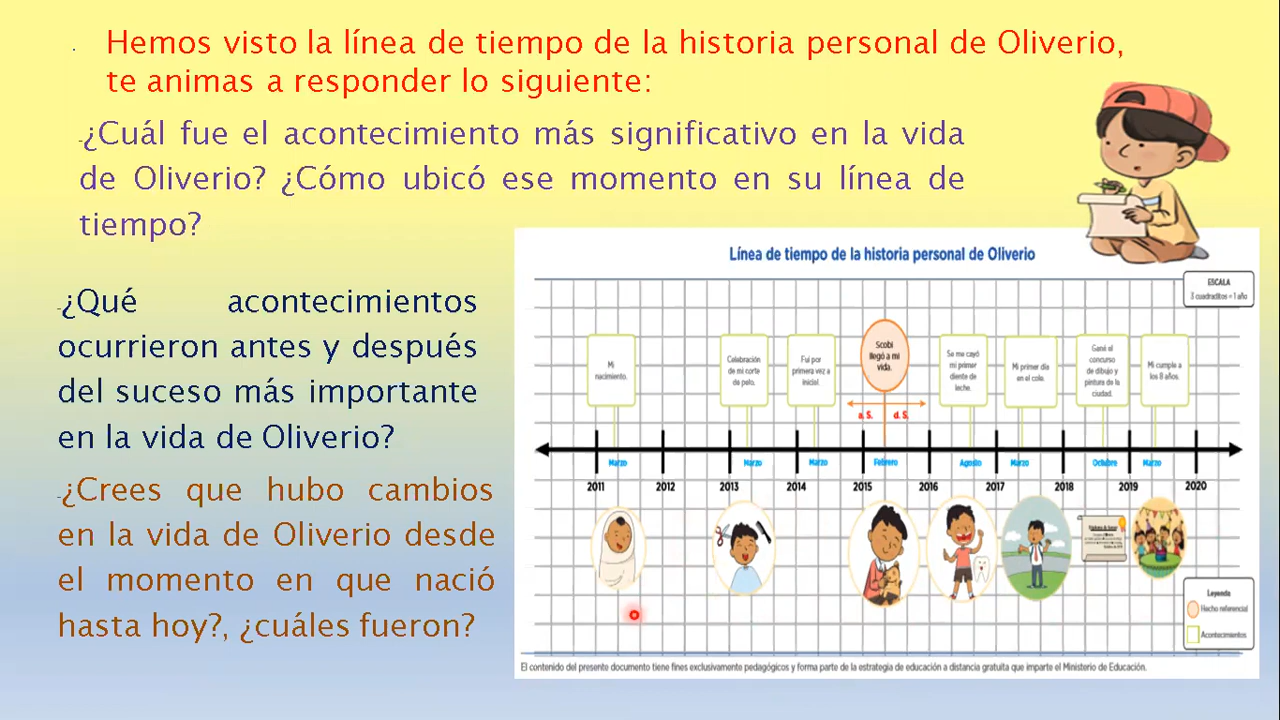 Hemos visto la línea de tiempo de la historia personal de Oliverio,
te animas a responder lo siguiente:
-¿Cuál fue el acontecimiento más significativo en la vida
de Oliverio? ¿Cómo ubicó ese momento en su línea de
tiempo?
-¿Qué acontecimientos
ocurrieron antes y después
del suceso más importante
en la vida de Oliverio?
-¿Crees que hubo cambios
en la vida de Oliverio desde
el momento en que nació
hasta hoy?, ¿cuáles fueron?
Línea de tiempo de la historia personal de Oliverio
ESCALA
3 cuadraditos = 1 año
Mi
nacimiento.
Celebración
de mi corte
de pelo.
Fui por
primera vez a
inicial.
Scobi
llegó a mi
vida.
Se me cayó
mi primer
diente de
leche.
Mi primer día
en el cole.
Gané el
concurso
de dibujo y
pintura de la
ciudad.
Mi cumple a
los 8 años.
a. S. d. S.
Marzo Marzo Marzo Febrero Agosto Marzo Octubre Marzo
2011 2012 2013 2014 2015 2016 2017 2018 2019 2020
Leyenda
Hecho referencial
Acontecimientos
El contenido del presente documento tiene fines exclusivamente pedagógicos y forma parte de la estrategia de educación a distancia gratuita que imparte el Ministerio de Educación.